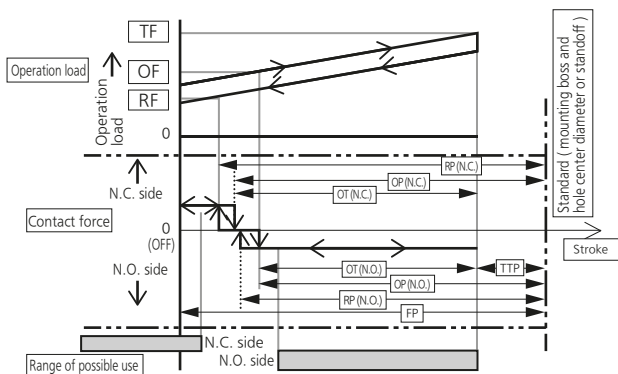 TF
Operation load
OF
RF
Operation
load
0
Standard (mounting boss and
hole center diameter or standoff)
RP(N.C.)
OP(N.C.)
OT(N.C.)
N.C. side
Contact force
0
(OFF)
Stroke
N.O. side
OT(N.O.)
TTP
OP(N.O.)
RP(N.O.)
FP
N.C. side
N.O. side
Range of possible use